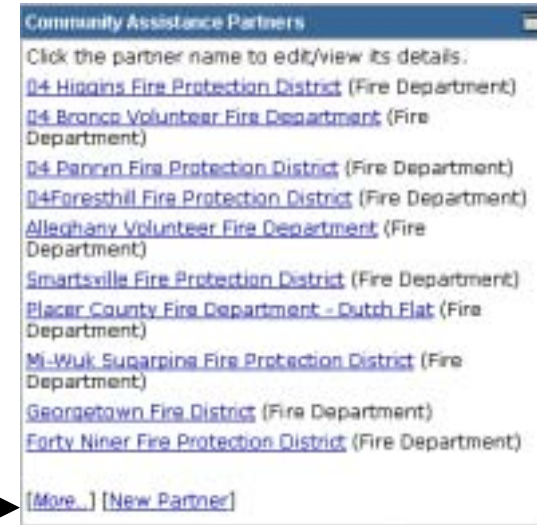 Community Assistance Partners
Click the partner name to edit/view its details.
04 Higgins Fire Protection District (Fire Department)
04 Bronco Volunteer Fire Department (Fire
Department)
04 Penryn Fire Protection District (Fire Department)
04Foresthill Fire Protection District (Fire Department)
Alleghany Volunteer Fire Department (Fire
Department)
Smartsville Fire Protection District (Fire Department)
Placer County Fire Department - Dutch Flat (Fire
Department)
Mi-Wuk Sugarpine Fire Protection District (Fire
Department)
Georgetown Fire District (Fire Department)
Forty Niner Fire Protection District (Fire Department)
[More..] [New Partner]